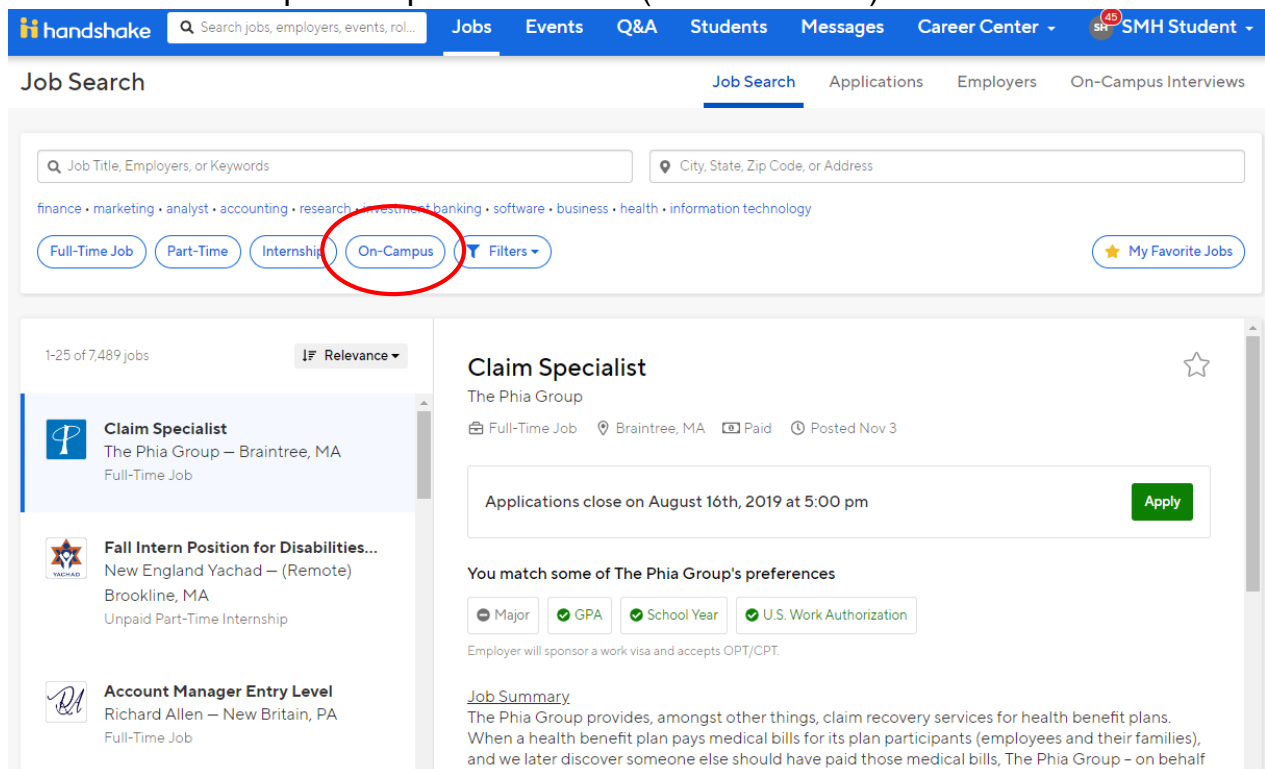 handshake Search jobs, employers, events, rol... Jobs Events Q&A Students Messages Career Center SH 45 SMH Student
Job Search Job Search Applications Employers On-Campus Interviews
Job Title, Employers, or Keywords City, State, Zip Code, or Address
finance • marketing • analyst • accounting • research • investment banking • software • business • health • information technology
Full-Time Job Part-Time Internship On-Campus Filters My Favorite Jobs
1-25 of 7,489 jobs Relevance
Claim Specialist
The Phia Group – Braintree, MA
Full-Time Job
YACHAD
Fall Intern Position for Disabilities...
New England Yachad – (Remote)
Brookline, MA
Unpaid Part-Time Internship
RA
Account Manager Entry Level
Richard Allen – New Britain, PA
Full-Time Job
Claim Specialist
The Phia Group
Full-Time Job Braintree, MA Paid Posted Nov 3
Applications close on August 16th, 2019 at 5:00 pm Apply
You match some of The Phia Group's preferences
Major GPA School Year U.S. Work Authorization
Employer will sponsor a work visa and accepts OPT/CPT.
Job Summary
The Phia Group provides, amongst other things, claim recovery services for health benefit plans.
When a health benefit plan pays medical bills for its plan participants (employees and their families),
and we later discover someone else should have paid those medical bills, The Phia Group – on behalf